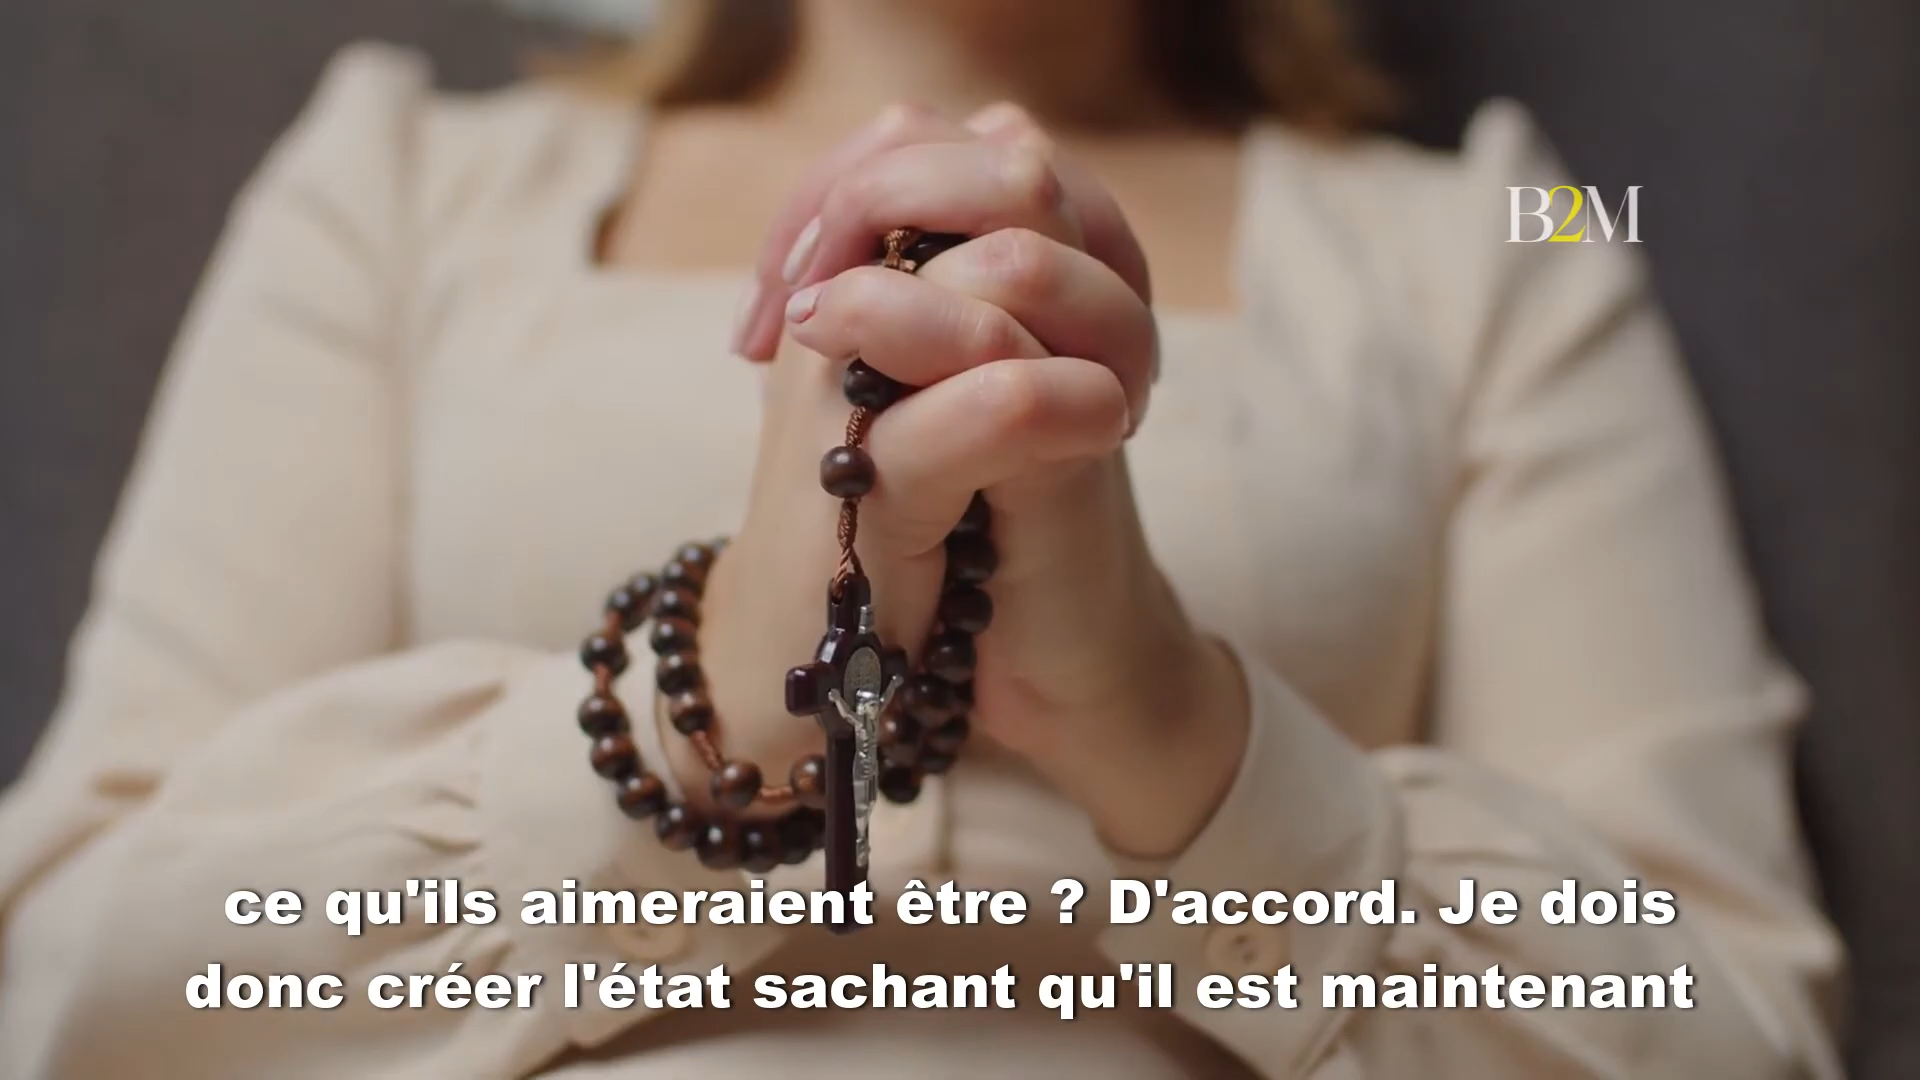 B2M
ce qu'ils aimeraient être ? D'accord. Je dois
donc créer l'état sachant qu'il est maintenant